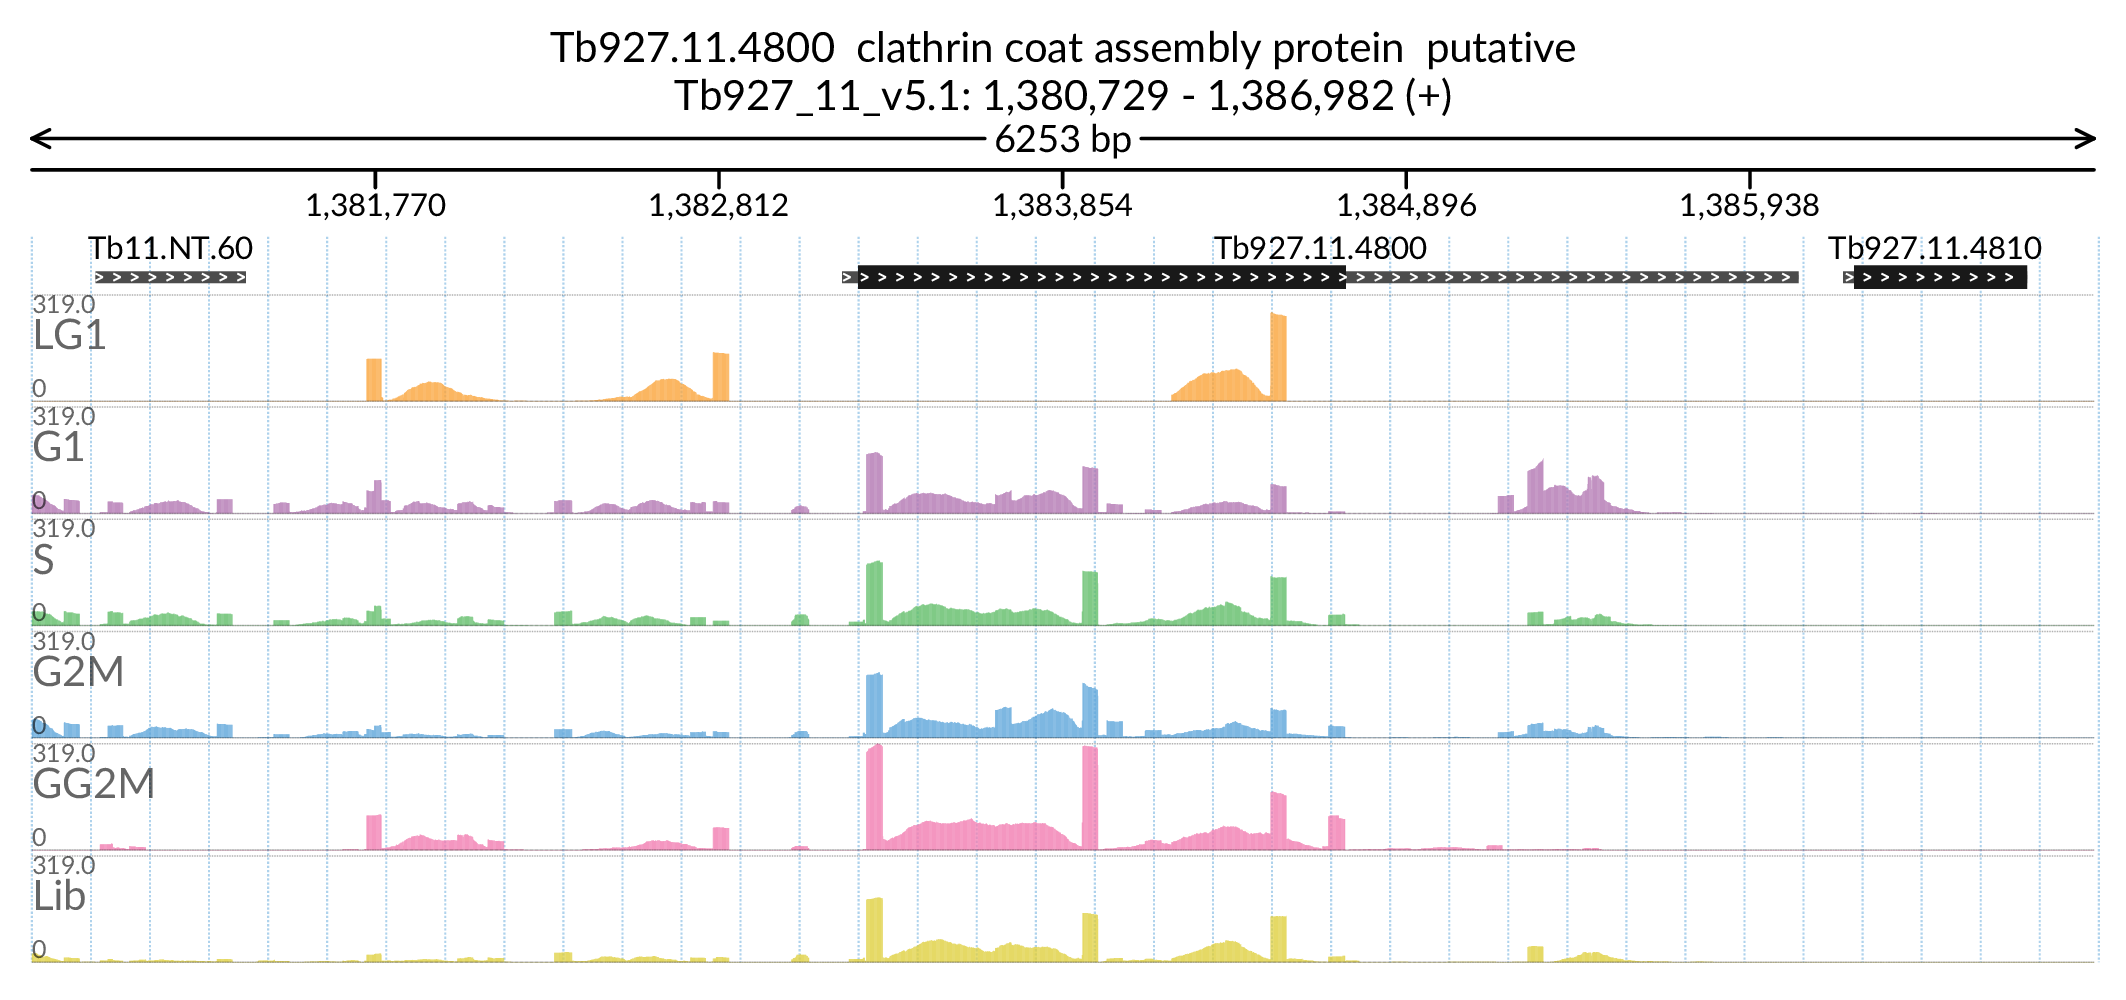 Tb927.11.4800  clathrin coat assembly protein  putative
Tb927_11_v5.1: 1,380,729 - 1,386,982 (+)
6253 bp
1,381,770 1,382,812 1,383,854 1,384,896 1,385,938
Tb11.NT.60 Tb927.11.4800 Tb927.11.4810
319.0
LG1
0
319.0
G1
0
319.0
S
0
319.0
G2M
0
319.0
GG2M
0
319.0
Lib
0